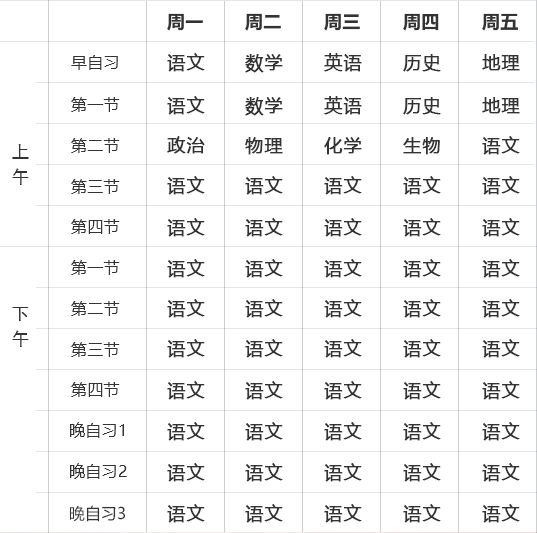 周一 周二 周三 周四 周五
早自习 语文 数学 英语 历史 地理
第一节 语文 数学 英语 历史 地理
上午
第二节 政治 物理 化学 生物 语文
第三节 语文 语文 语文 语文 语文
第四节 语文 语文 语文 语文 语文
第一节 语文 语文 语文 语文 语文
下午
第二节 语文 语文 语文 语文 语文
第三节 语文 语文 语文 语文 语文
第四节 语文 语文 语文 语文 语文
晚自习1 语文 语文 语文 语文 语文
晚自习2 语文 语文 语文 语文 语文
晚自习3 语文 语文 语文 语文 语文